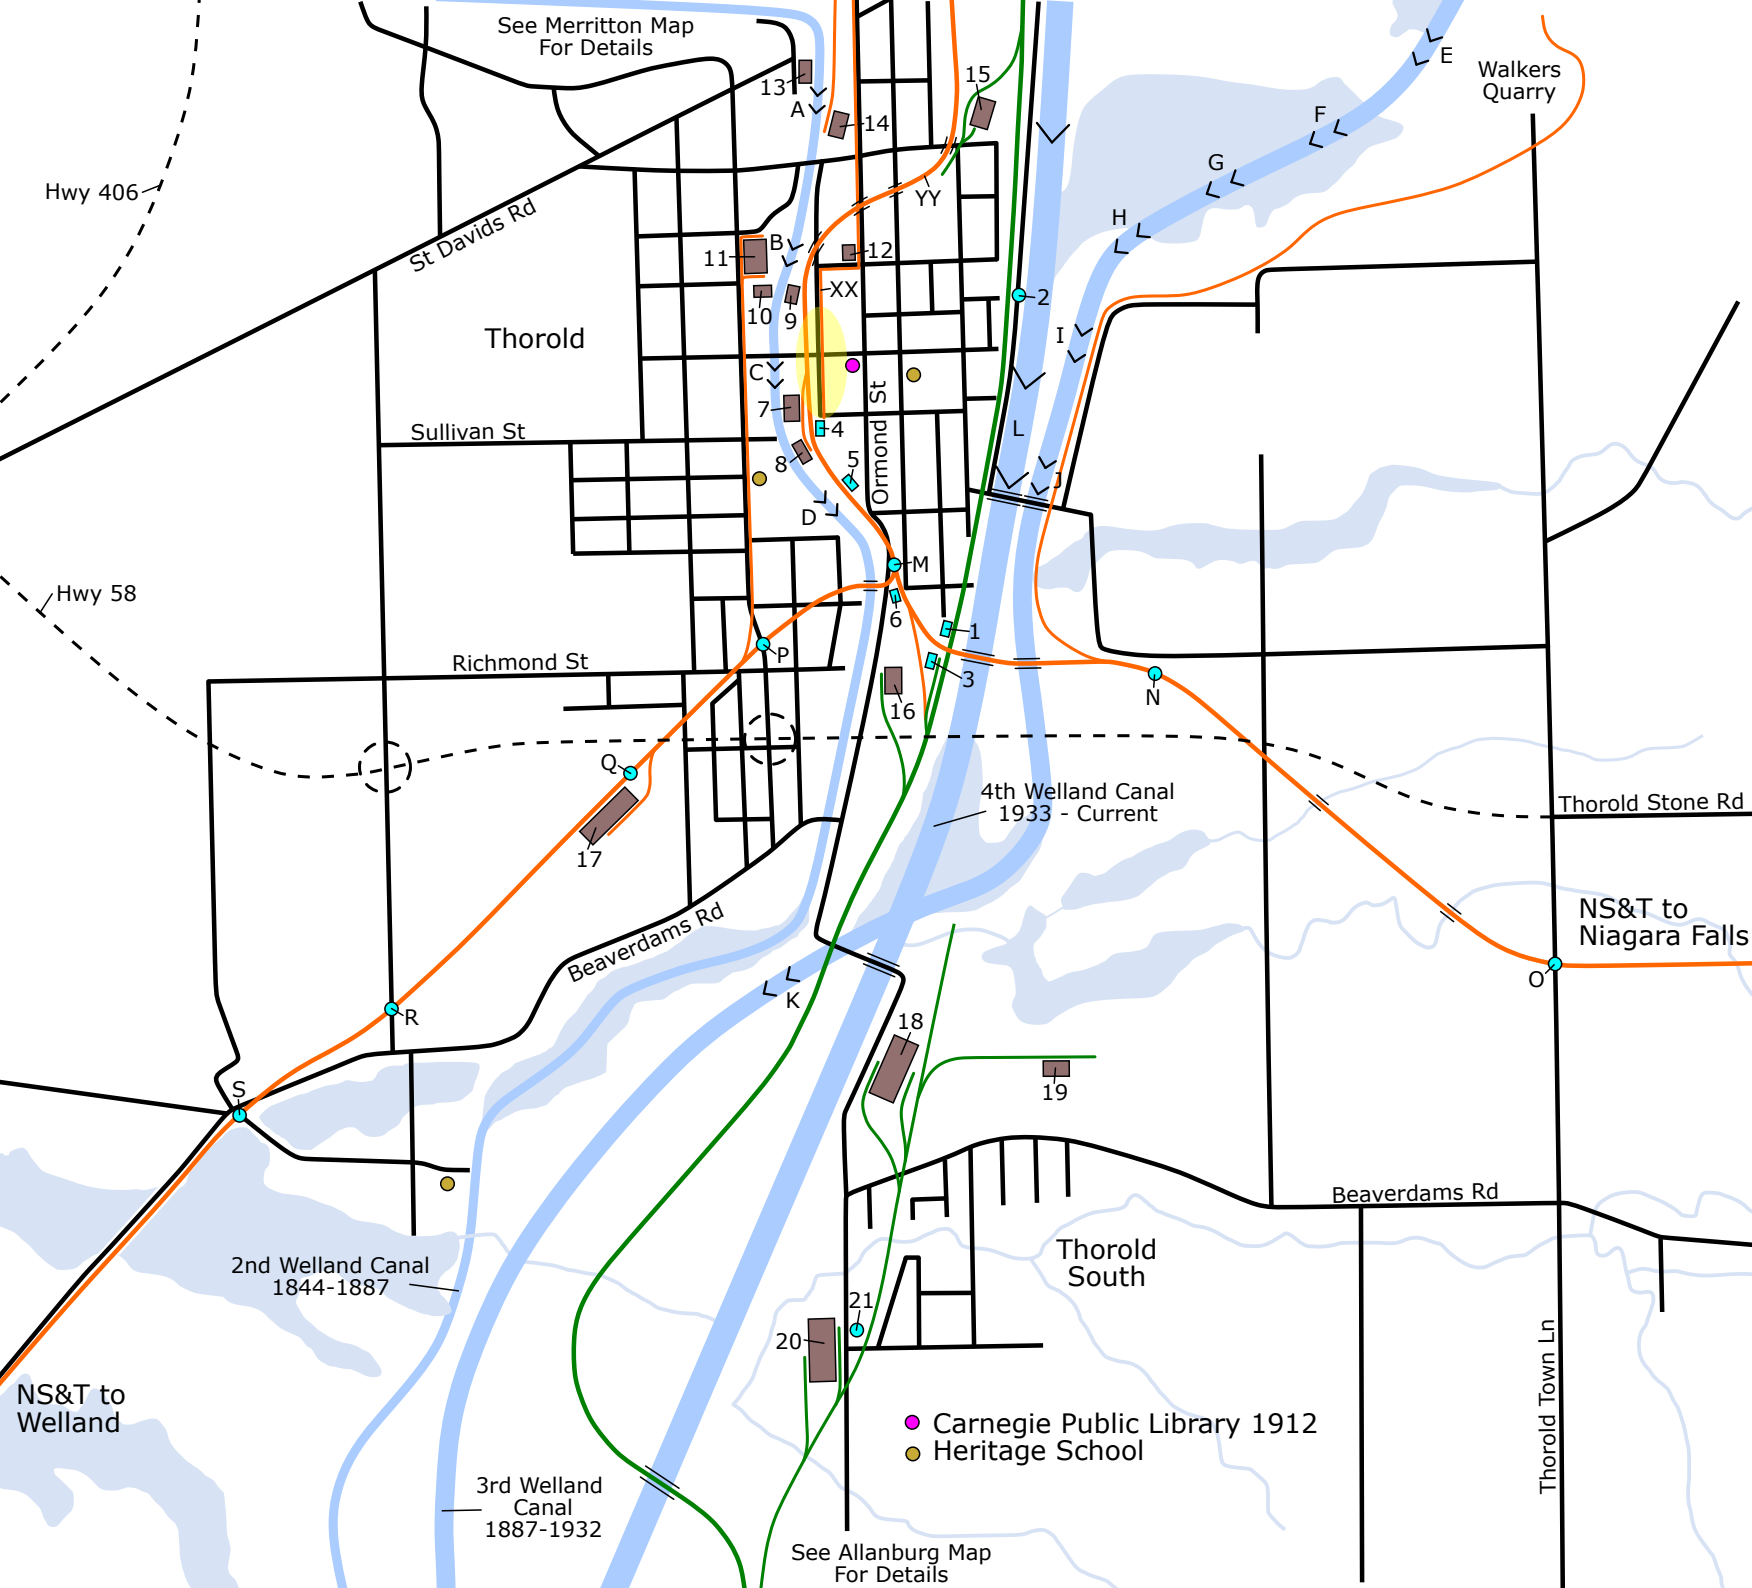 See Merritton Map
For Details
13
A
14
15
E
Walkers
Quarry
F
G
H
Hwy 406
St Davids Rd
YY
B
11
12
XX
10
9
2
I
Thorold
C
7
4
Ormond St
L
Sullivan St
8
5
J
D
M
Hwy 58
6
1
P
Richmond St
3
N
16
Q
17
4th Welland Canal
1933 - Current
Thorold Stone Rd
Beaverdams Rd
NS&T to
Niagara Falls
O
K
R
18
19
S
Beaverdams Rd
2nd Welland Canal
1844-1887
Thorold
South
21
20
Thorold Town Ln
NS&T to
Welland
Carnegie Public Library 1912
Heritage School
3rd Welland
Canal
1887-1932
See Allanburg Map
For Details